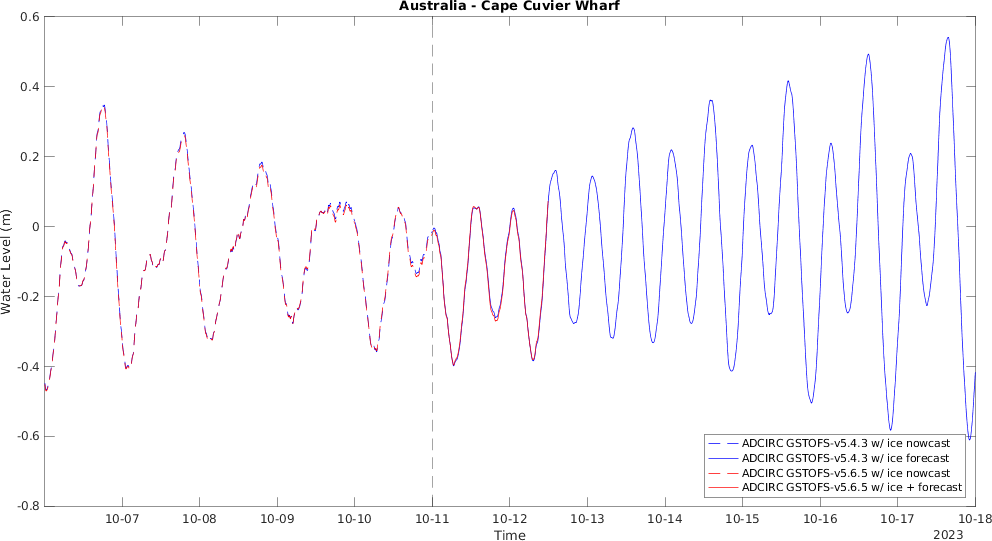 Australia - Cape Cuvier Wharf
Water Level (m)
0.6
0.4
0.2
0
-0.2
-0.4
-0.6
-0.8
ADCIRC GSTOFS-v5.4.3 w/ ice nowcast
ADCIRC GSTOFS-v5.4.3 w/ ice forecast
ADCIRC GSTOFS-v5.6.5 w/ ice nowcast
ADCIRC GSTOFS-v5.6.5 w/ ice + forecast
10-07 10-08 10-09 10-10 10-11 10-12 10-13 10-14 10-15 10-16 10-17 10-18
Time
2023